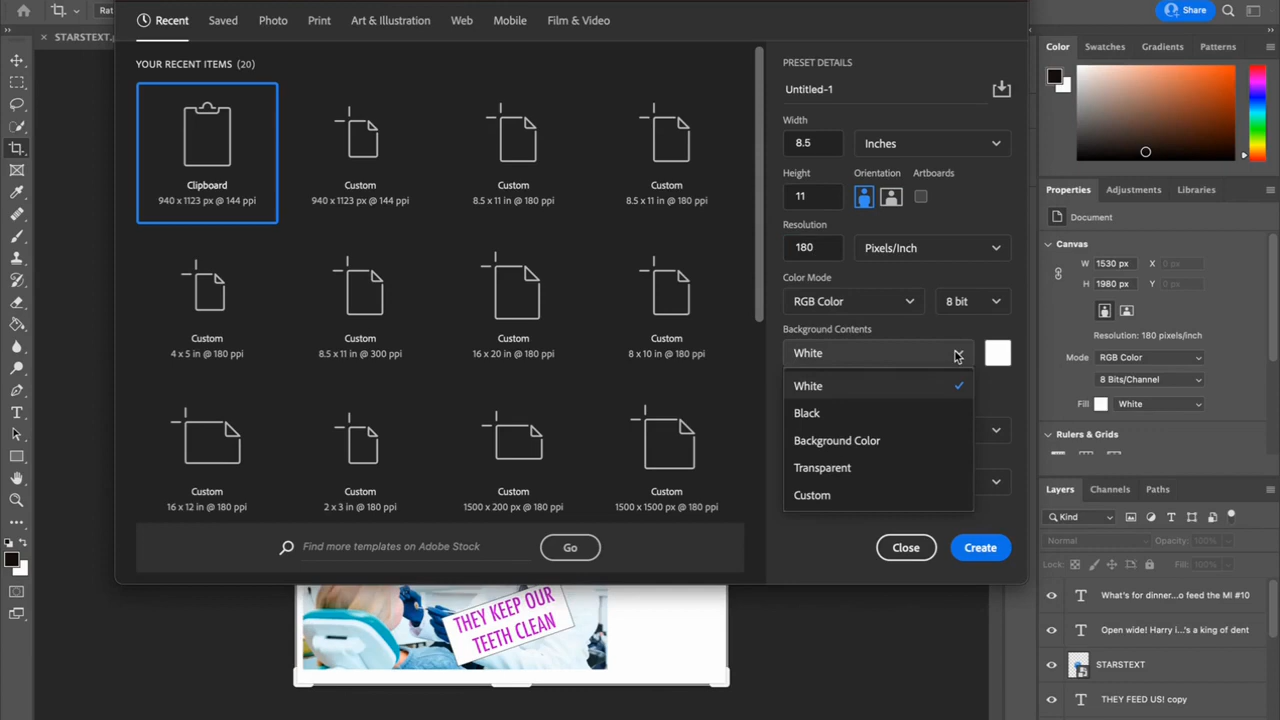 Rat
Share
STARSTEXT.
Recent
Saved
Photo
Print
Art & Illustration
Web
Mobile
Film & Video
YOUR RECENT ITEMS (20)
Clipboard
940 x 1123 px @ 144 ppi
Custom
940 x 1123 px @ 144 ppi
Custom
8.5 x 11 in @ 180 ppi
Custom
8.5 x 11 in @ 180 ppi
Custom
4 x 5 in @ 180 ppi
Custom
8.5 x 11 in @ 300 ppi
Custom
16 x 20 in @ 180 ppi
Custom
8 x 10 in @ 180 ppi
Custom
16 x 12 in @ 180 ppi
Custom
2 x 3 in @ 180 ppi
Custom
1500 x 200 px @ 180 ppi
Custom
1500 x 1500 px @ 180 ppi
Find more templates on Adobe Stock
Go
PRESET DETAILS
Untitled-1
Width
8.5
Inches
Height
Orientation
Artboards
11
Resolution
180
Pixels/Inch
Color Mode
RGB Color
8 bit
Background Contents
White
White
Black
Background Color
Transparent
Custom
Close
Create
THEY KEEP OUR
TEETH CLEAN
Color
Swatches
Gradients
Patterns
Properties
Adjustments
Libraries
Document
Canvas
W
1530 px
X
0 px
H
1980 px
Y
0 px
Resolution: 180 pixels/inch
Mode
RGB Color
8 Bits/Channel
Fill
White
Rulers & Grids
Layers
Channels
Paths
Kind
Normal
Opacity: 100%
Lock:
Fill: 100%
What's for dinner...o feed the MI #10
Open wide! Harry i...'s a king of dent
STARSTEXT
THEY FEED US! copy